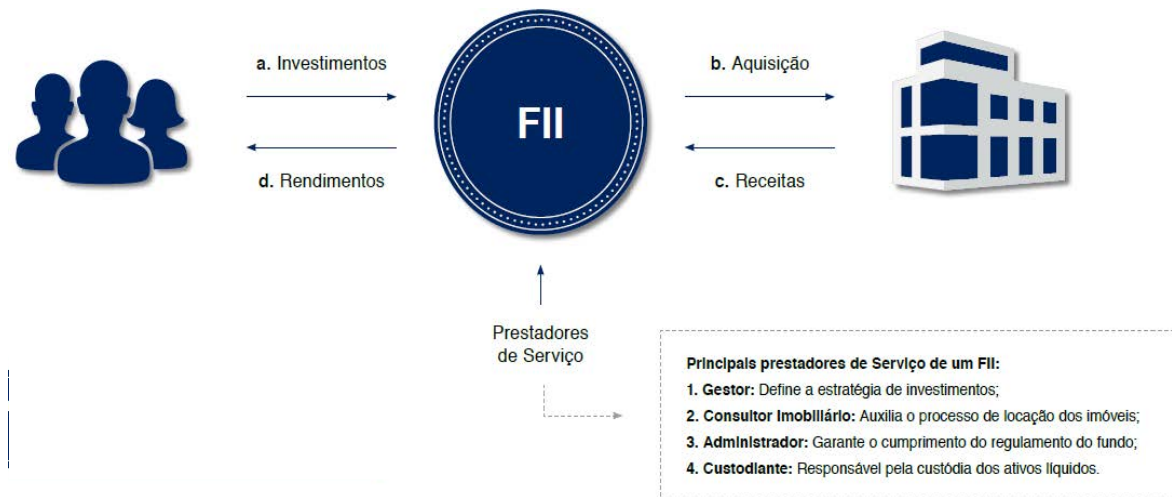 a. Investimentos
FII
b. Aquisição
d. Rendimentos
c. Receitas
Prestadores
de Serviço
Principais prestadores de Serviço de um FII:
1. Gestor: Define a estratégia de investimentos;
2. Consultor Imobiliário: Auxilia o processo de locação dos imóveis;
3. Administrador: Garante o cumprimento do regulamento do fundo;
4. Custodiante: Responsável pela custódia dos ativos líquidos.